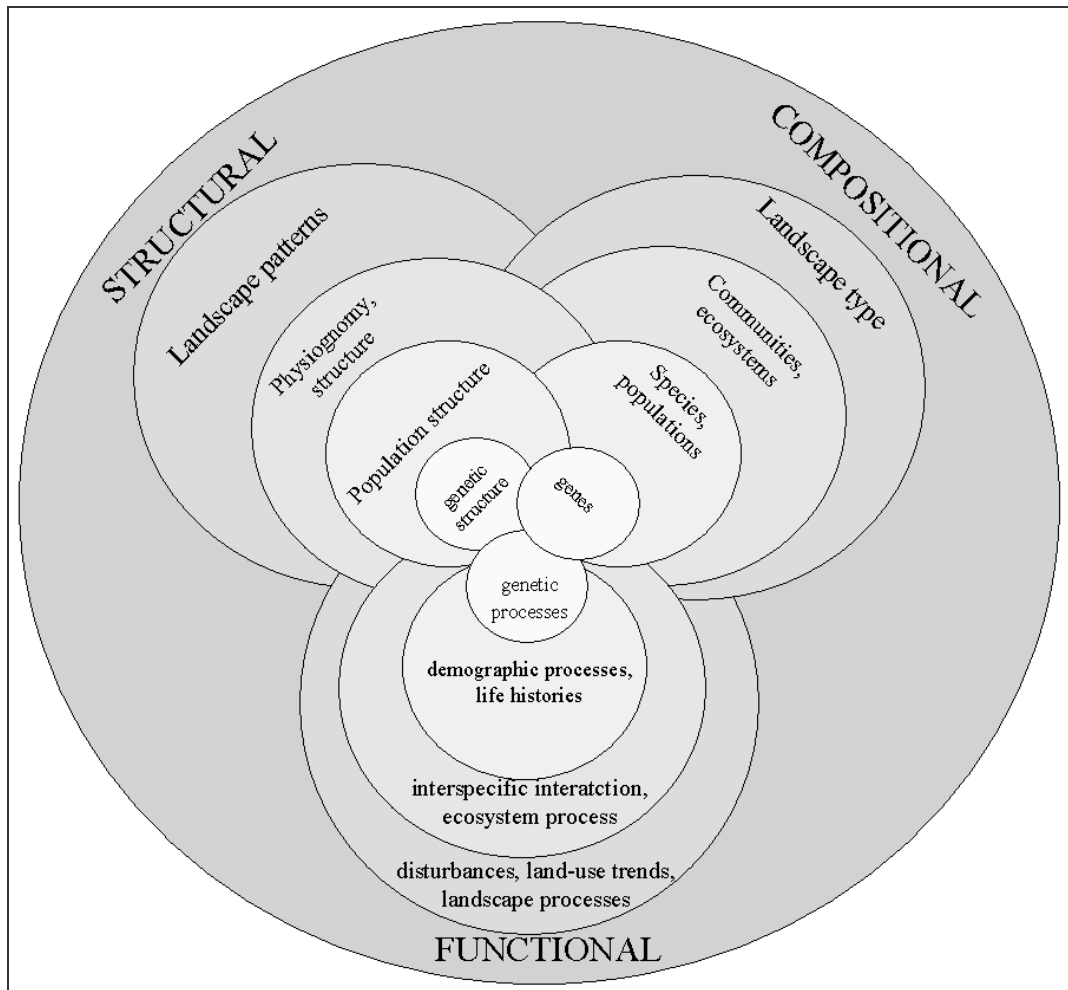 STRUCTURAL
Landscape patterns
Physiognomy,
structure
Population structure
genetic
structure
COMPOSITIONAL
Landscape type
Communities,
ecosystems
Species,
populations
genes
genetic
processes
demographic processes,
life histories
interspecific interatction,
ecosystem process
disturbances, land-use trends,
landscape processes
FUNCTIONAL